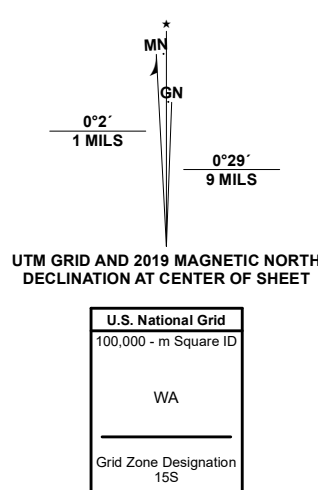 MN
GN
0°2´
1 MILS
0°29´
9 MILS
UTM GRID AND 2019 MAGNETIC NORTH
DECLINATION AT CENTER OF SHEET
U.S. National Grid
100,000 - m Square ID
WA
Grid Zone Designation
15S